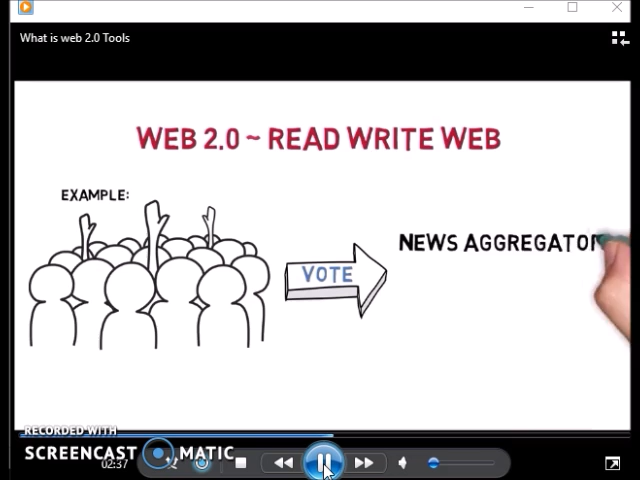 What is web 2.0 Tools
WEB 2.0 ~ READ WRITE WEB
EXAMPLE:
VOTE
NEWS AGGREGATOR
RECORDED WITH
SCREENCAST MATIC
02:37